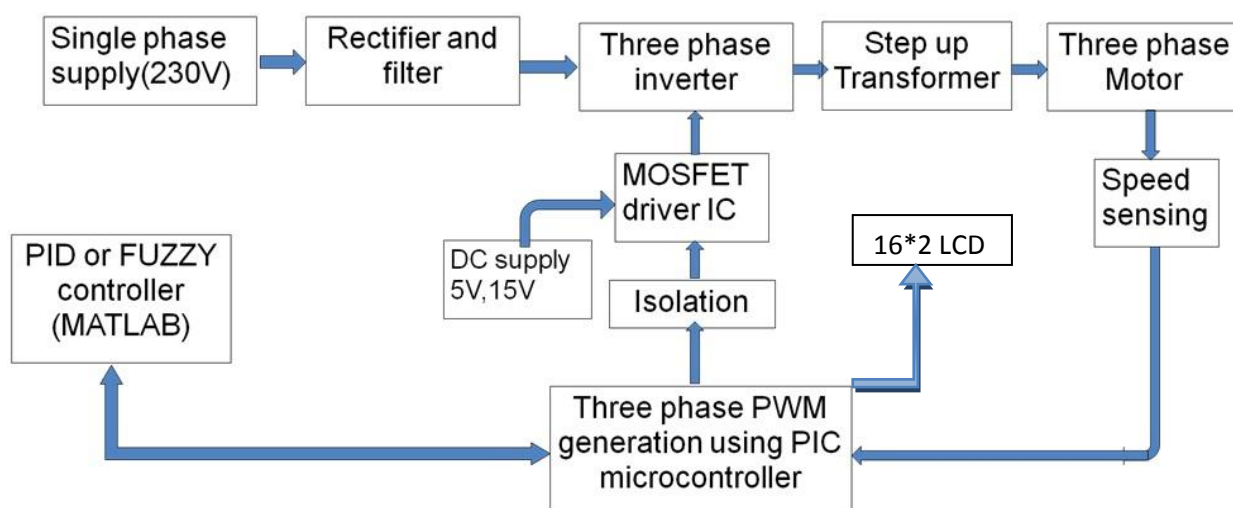 Single phase
supply(230V)
Rectifier and
filter
Three phase
inverter
Step up
Transformer
Three phase
Motor
MOSFET
driver IC
Speed
sensing
16*2 LCD
PID or FUZZY
controller
(MATLAB)
DC supply
5V,15V
Isolation
Three phase PWM
generation using PIC
microcontroller